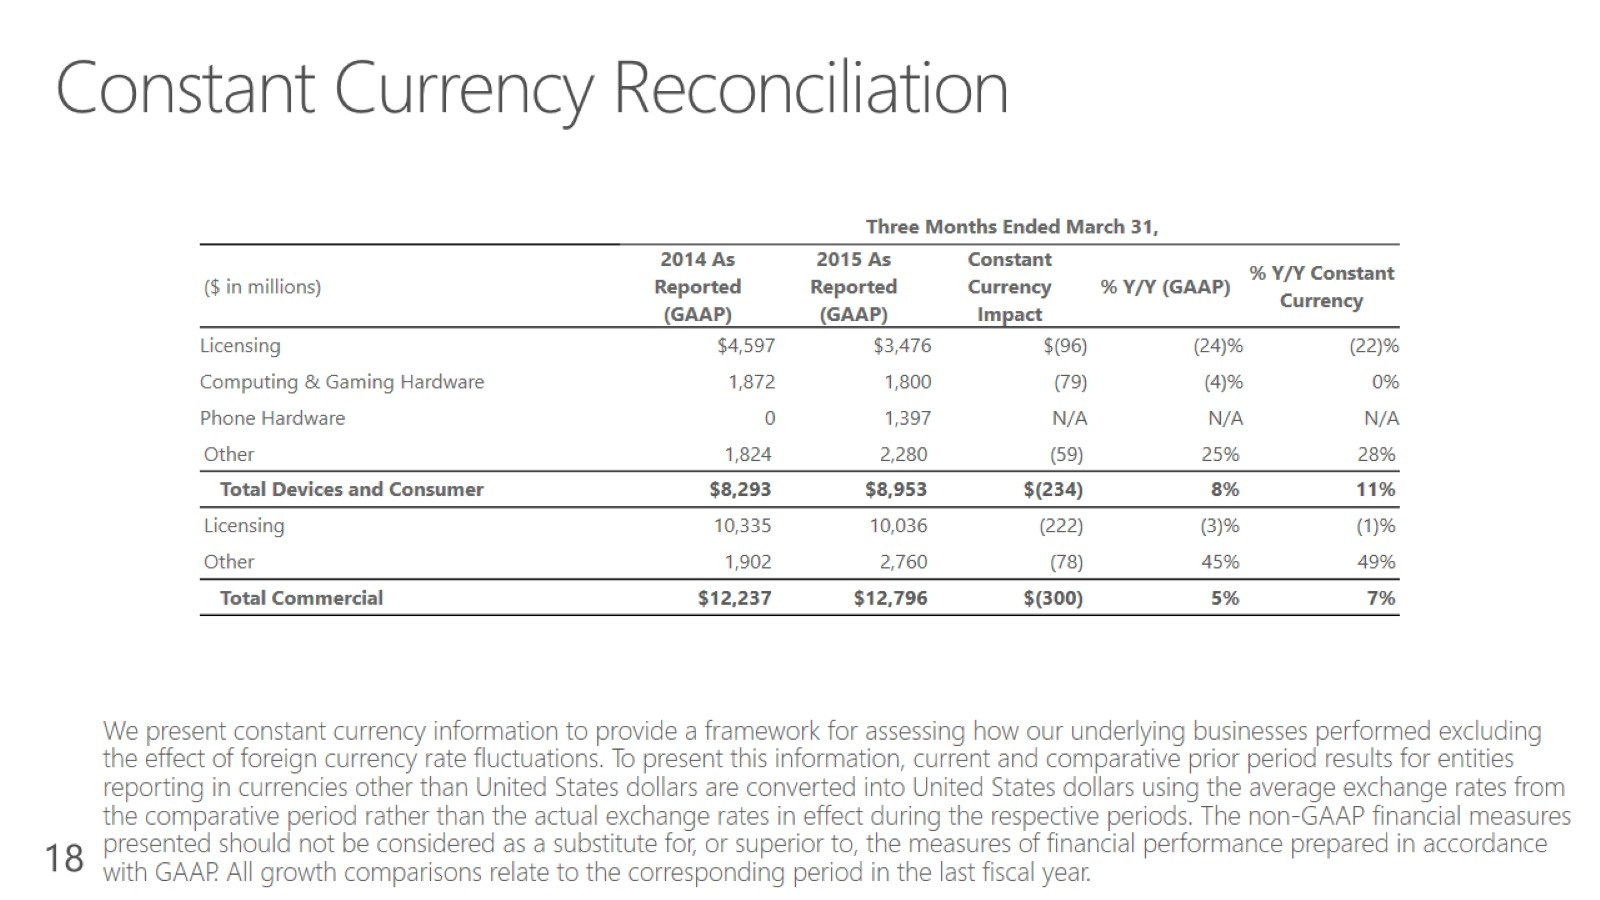 Constant Currency Reconciliation
Three Months Ended March 31,
($ in millions) 2014 As Reported (GAAP) 2015 As Reported (GAAP) Constant Currency Impact % Y/Y (GAAP) % Y/Y Constant Currency
Licensing $4,597 $3,476 $(96) (24)% (22)%
Computing & Gaming Hardware 1,872 1,800 (79) (4)% 0%
Phone Hardware 0 1,397 N/A N/A N/A
Other 1,824 2,280 (59) 25% 28%
Total Devices and Consumer $8,293 $8,953 $(234) 8% 11%
Licensing 10,335 10,036 (222) (3)% (1)%
Other 1,902 2,760 (78) 45% 49%
Total Commercial $12,237 $12,796 $(300) 5% 7%
We present constant currency information to provide a framework for assessing how our underlying businesses performed excluding
the effect of foreign currency rate fluctuations. To present this information, current and comparative prior period results for entities
reporting in currencies other than United States dollars are converted into United States dollars using the average exchange rates from
the comparative period rather than the actual exchange rates in effect during the respective periods. The non-GAAP financial measures
presented should not be considered as a substitute for, or superior to, the measures of financial performance prepared in accordance
with GAAP. All growth comparisons relate to the corresponding period in the last fiscal year.
18